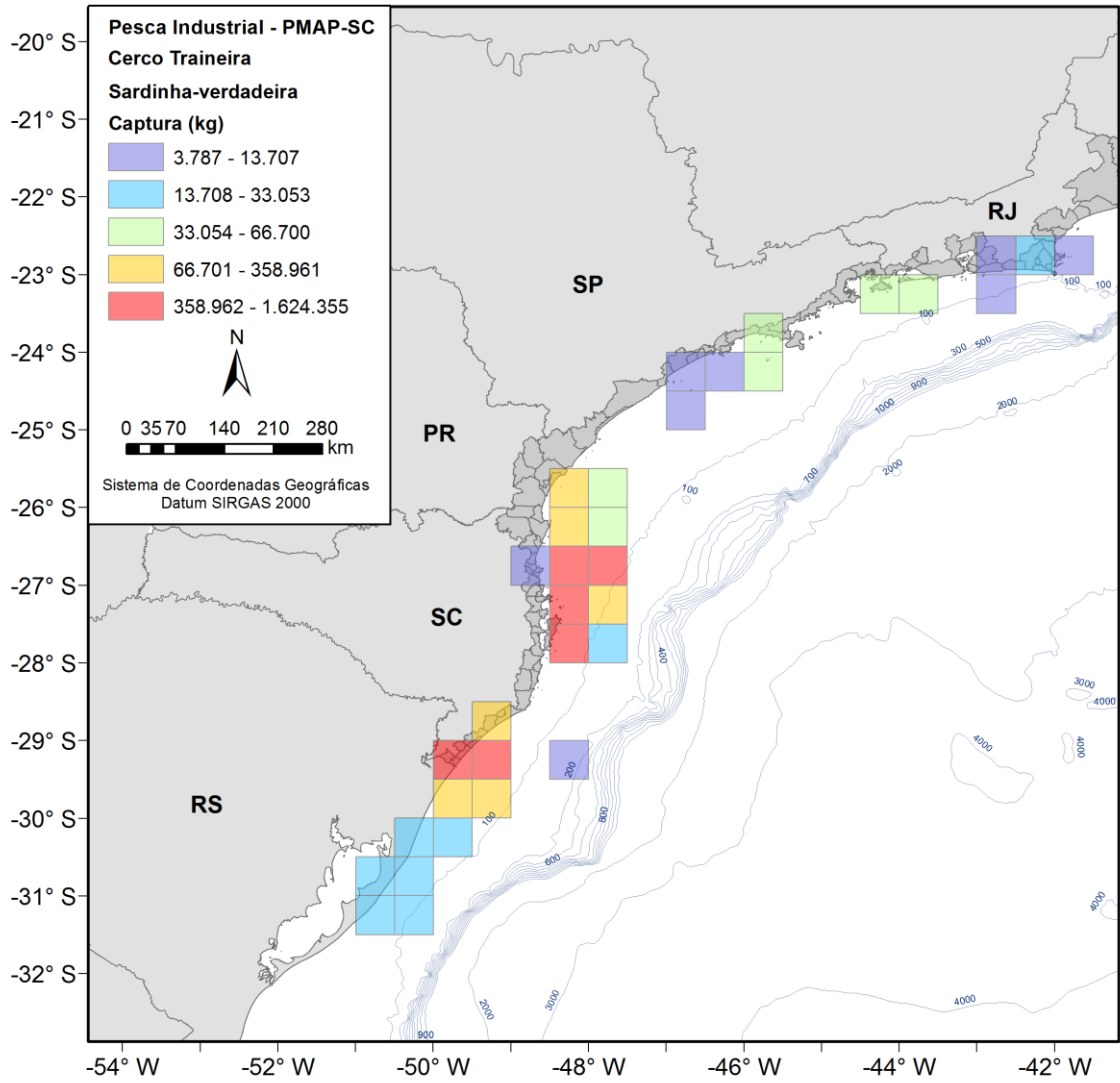 Pesca Industrial - PMAP-SC
Cerco Traineira
Sardinha-verdadeira
Captura (kg)
3.787 - 13.707
13.708 - 33.053
33.054 - 66.700
66.701 - 358.961
358.962 - 1.624.355
N
0 35 70 140 210 280
km
Sistema de Coordenadas Geográficas
Datum SIRGAS 2000
-20° S
-21° S
-22° S
-23° S
-24° S
-25° S
-26° S
-27° S
-28° S
-29° S
-30° S
-31° S
-32° S
RJ
SP
PR
SC
RS
100
100
100
300
500
900
1000
2000
700
2000
100
400
3000
4000
4000
4000
200
800
100
600
4000
2000
3000
4000
900
-54° W
-52° W
-50° W
-48° W
-46° W
-44° W
-42° W